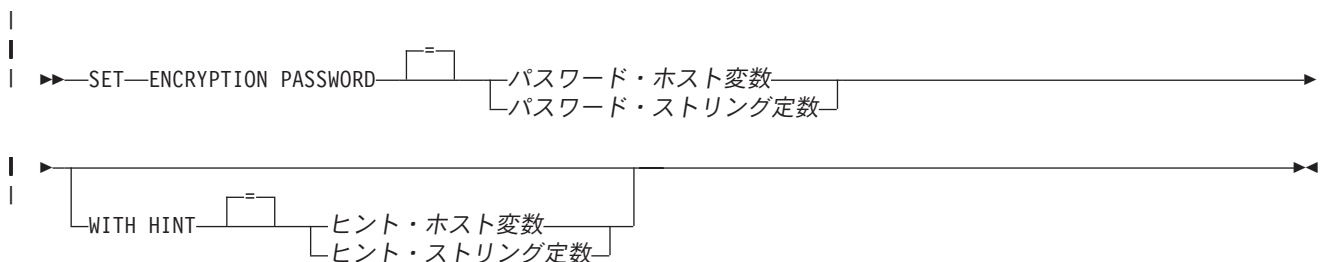 =
SET ENCRYPTION PASSWORD パスワード・ホスト変数
パスワード・ストリング定数
=
WITH HINT ヒント・ホスト変数
ヒント・ストリング定数